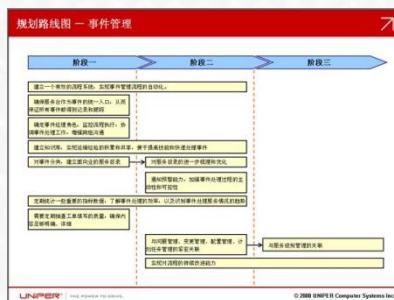 规划路线图 — 事件管理
阶段一
阶段二
阶段三
建立一个有效的流程系统，实现事件管理流程的自动化。
确保服务台作为事件的统一入口，从而
保证所有事件都得到记录和跟踪
确定事件经理角色，监控流程执行，协
调事件处理工作，增强跨组沟通
建立知识库，实现运维经验的积累和共享，便于提高技能和快速处理事件
对事件分类，建立面向业的服务目录
对服务目录的进一步梳理和优化
通知预警能力，加强事件处理过程的主
动性和可控性
定期统计一些重要的指标数据，了解事件处理的效率，以及识别事件处理服务情况的趋势
需要定期抽查工单填写的质量，确保内
容足够明确、详细
与问题管理、变更管理、配置管理、计
划任务管理的紧密关联
与服务级别管理的关联
实现对流程的持续改进能力
UNIPER
THE POWER TO DRIVE.
© 2008 UNIPER Computer Systems Inc